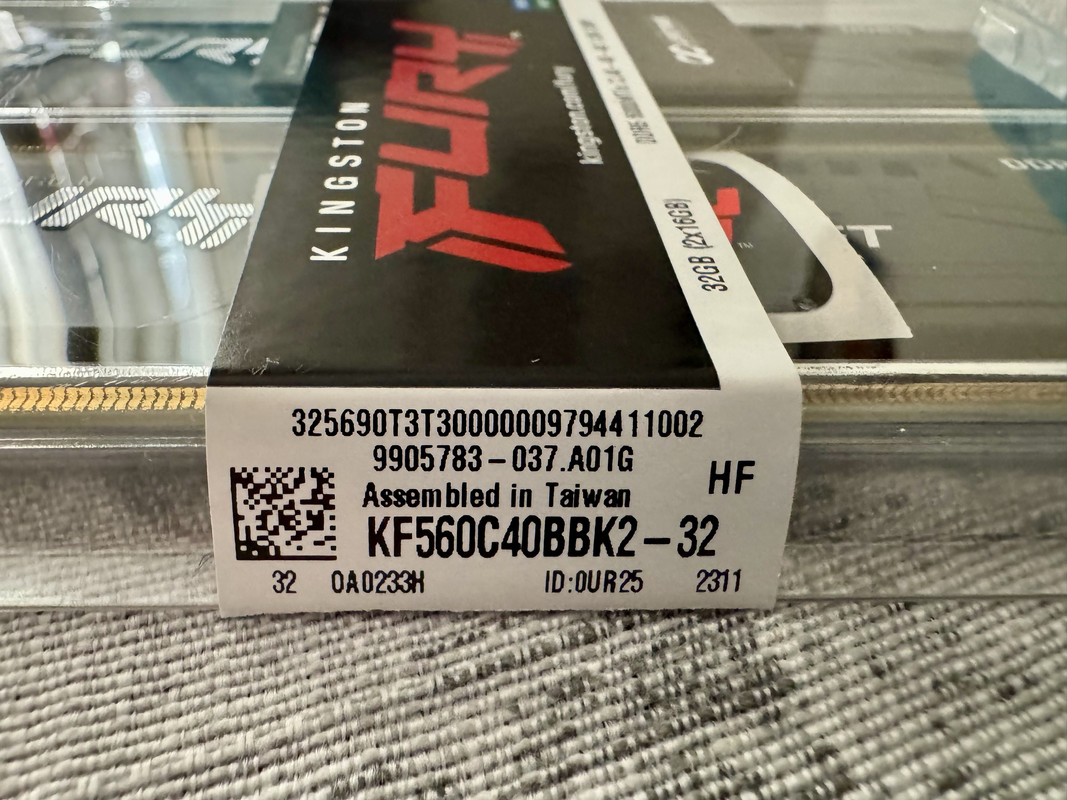 KINGSTON
FURY
kingston.com/fury
32GB (2x16GB)
325690T3T30000009794411002
9905783-037.A01G
HF
Assembled in Taiwan
KF560C40BBK2-32
32 0A0233H ID:0UR25 2311